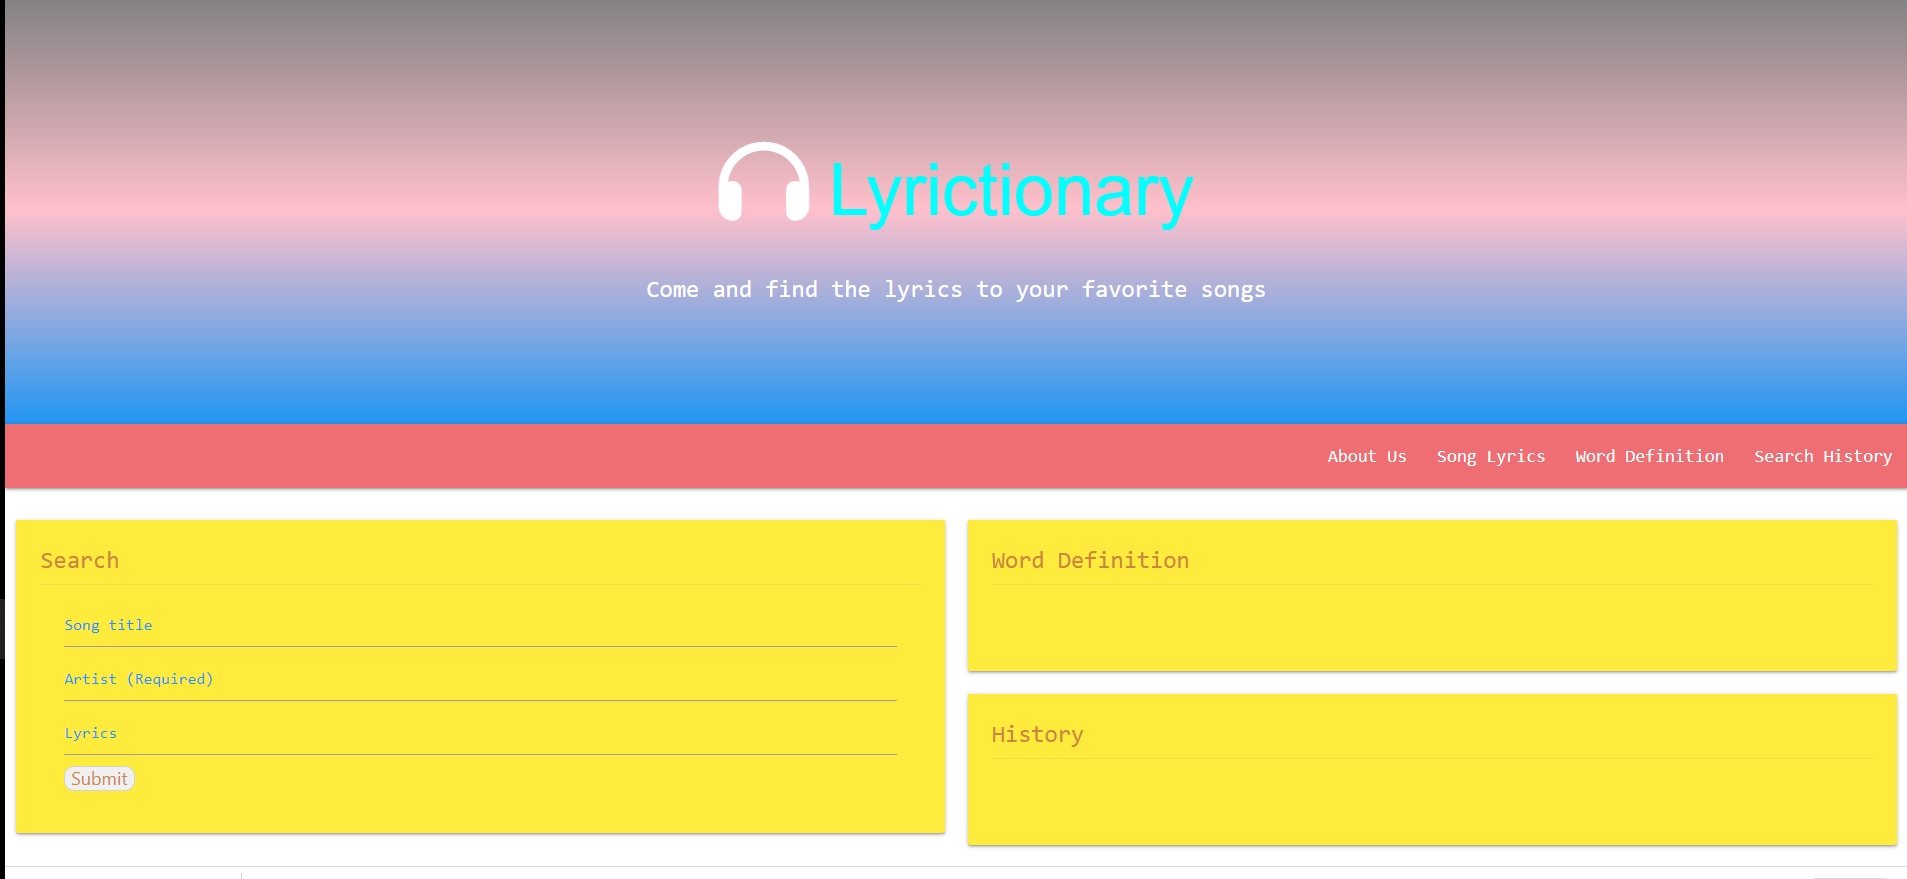 Lyrictionary
Come and find the lyrics to your favorite songs
About Us Song Lyrics Word Definition Search History
Search
Song title
Artist (Required)
Lyrics
Submit
Word Definition
History